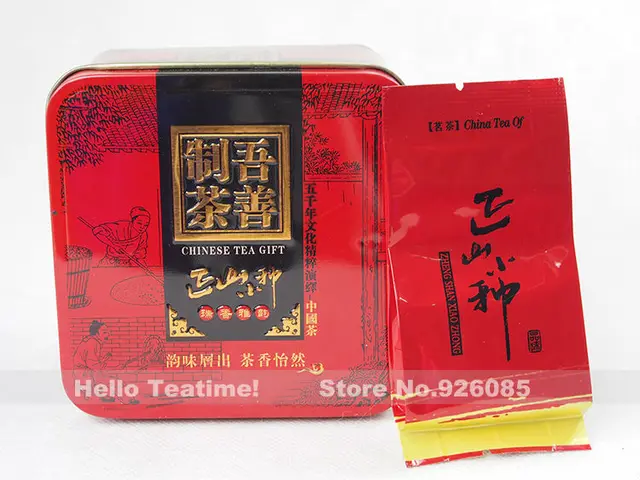 吾善
制茶
CHINESE TEA GIFT
正山小种
五千年文化精粹演绎 中國茶
韵味層出 茶香怡然
【茗茶】China Tea Of
正山小种
ZHENG SHAN XIAO ZHONG
Hello Teatime!
Store No.926085